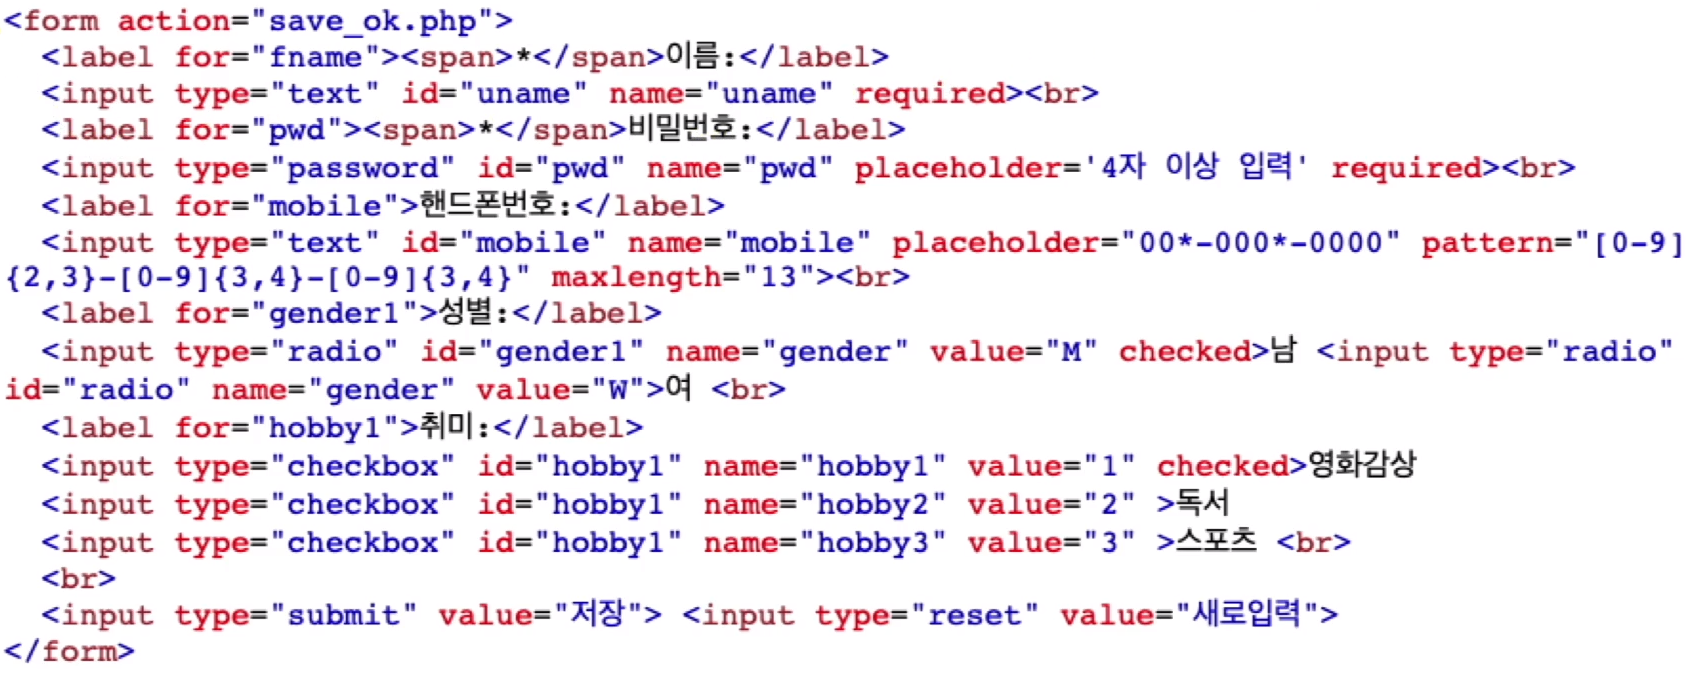 <form action="save_ok.php">
<label for="fname"><span>*</span>이름:</label>
<input type="text" id="uname" name="uname" required><br>
<label for="pwd"><span>*</span>비밀번호:</label>
<input type="password" id="pwd" name="pwd" placeholder='4자 이상 입력' required><br>
<label for="mobile">핸드폰번호:</label>
<input type="text" id="mobile" name="mobile" placeholder="00*-000*-0000" pattern="[0-9]
{2,3}-[0-9]{3,4}-[0-9]{3,4}" maxlength="13"><br>
<label for="gender1">성별:</label>
<input type="radio" id="gender1" name="gender" value="M" checked>남 <input type="radio"
id="radio" name="gender" value="W">여 <br>
<label for="hobby1">취미:</label>
<input type="checkbox" id="hobby1" name="hobby1" value="1" checked>영화감상
<input type="checkbox" id="hobby1" name="hobby2" value="2" >독서
<input type="checkbox" id="hobby1" name="hobby3" value="3" >스포츠 <br>
<br>
<input type="submit" value="저장"> <input type="reset" value="새로입력">
</form>